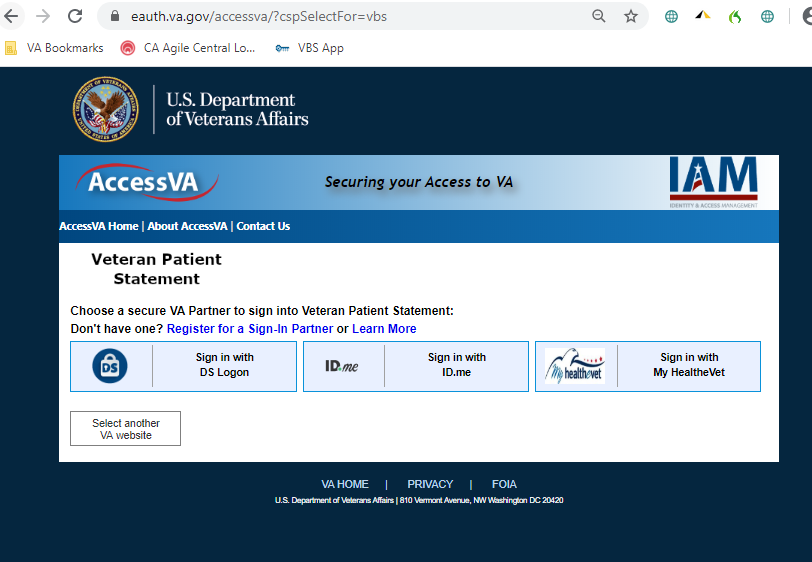 eauth.va.gov/accessva/?cspSelectFor=vbs
VA Bookmarks CA Agile Central Lo... VBS App
U.S. Department
of Veterans Affairs
AccessVA Securing your Access to VA IAM
IDENTITY & ACCESS MANAGEMENT
AccessVA Home | About AccessVA | Contact Us
Veteran Patient
Statement
Choose a secure VA Partner to sign into Veteran Patient Statement:
Don't have one? Register for a Sign-In Partner or Learn More
DS Sign in with
DS Logon
ID.me Sign in with
ID.me
My healthevet Sign in with
My HealtheVet
Select another
VA website
VA HOME | PRIVACY | FOIA
U.S. Department of Veterans Affairs | 810 Vermont Avenue, NW Washington DC 20420